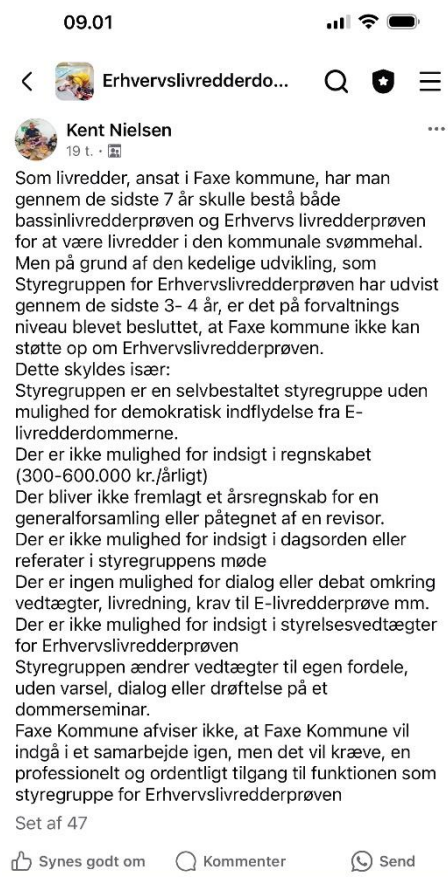 09.01
Erhvervslivredderdo...
Kent Nielsen
19 t. ·
Som livredder, ansat i Faxe kommune, har man
gennem de sidste 7 år skulle bestå både
bassinlivredderprøven og Erhvervs livredderprøven
for at være livredder i den kommunale svømmehal.
Men på grund af den kedelige udvikling, som
Styregruppen for Erhvervslivredderprøven har udvist
gennem de sidste 3- 4 år, er det på forvaltnings
niveau blevet besluttet, at Faxe kommune ikke kan
støtte op om Erhvervslivredderprøven.
Dette skyldes især:
Styregruppen er en selvbestaltet styregruppe uden
mulighed for demokratisk indflydelse fra E-
livredderdommerne.
Der er ikke mulighed for indsigt i regnskabet
(300-600.000 kr./årligt)
Der bliver ikke fremlagt et årsregnskab for en
generalforsamling eller påtegnet af en revisor.
Der er ikke mulighed for indsigt i dagsorden eller
referater i styregruppens møde
Der er ingen mulighed for dialog eller debat omkring
vedtægter, livredning, krav til E-livredderprøve mm.
Der er ikke mulighed for indsigt i styrelsesvedtægter
for Erhvervslivredderprøven
Styregruppen ændrer vedtægter til egen fordele,
uden varsel, dialog eller drøftelse på et
dommerseminar.
Faxe Kommune afviser ikke, at Faxe Kommune vil
indgå i et samarbejde igen, men det vil kræve, en
professionelt og ordentligt tilgang til funktionen som
styregruppe for Erhvervslivredderprøven
Set af 47
Synes godt om
Kommenter
Send